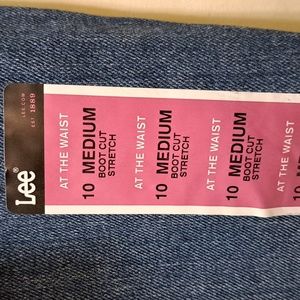 Lee®
LEE.COM
EST 1889
AT THE WAIST
10 MEDIUM
BOOT CUT
STRETCH
AT THE WAIST
10 MEDIUM
BOOT CUT
STRETCH
AT THE WAIST
10 MEDIUM
BOOT CUT
STRETCH
AT THE
10 M